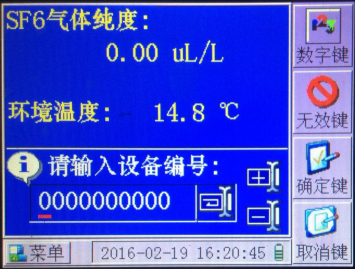 SF6气体纯度:
0.00 uL/L
环境温度: 14.8 ℃
请输入设备编号:
0000000000
数字键
无效键
确定键
取消键
菜单
2016-02-19 16:20:45